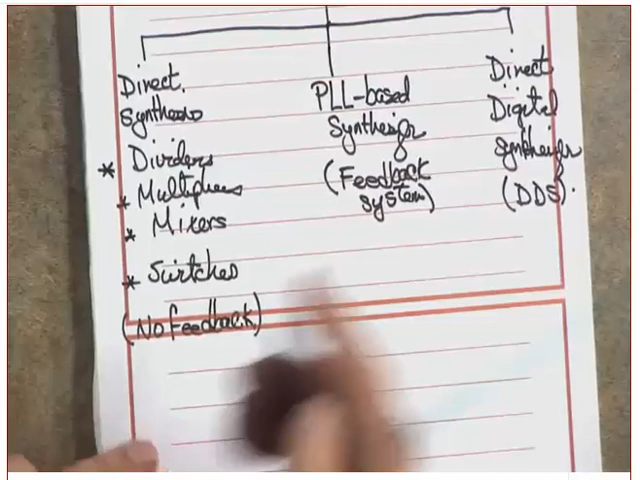 Direct
Synthesis
* Dividers
* Multipliers
* Mixers
* Switches
(No feedback)
PLL-based
Synthesizer
(Feedback
system)
Direct
Digital
Synthesizer
(DDS).